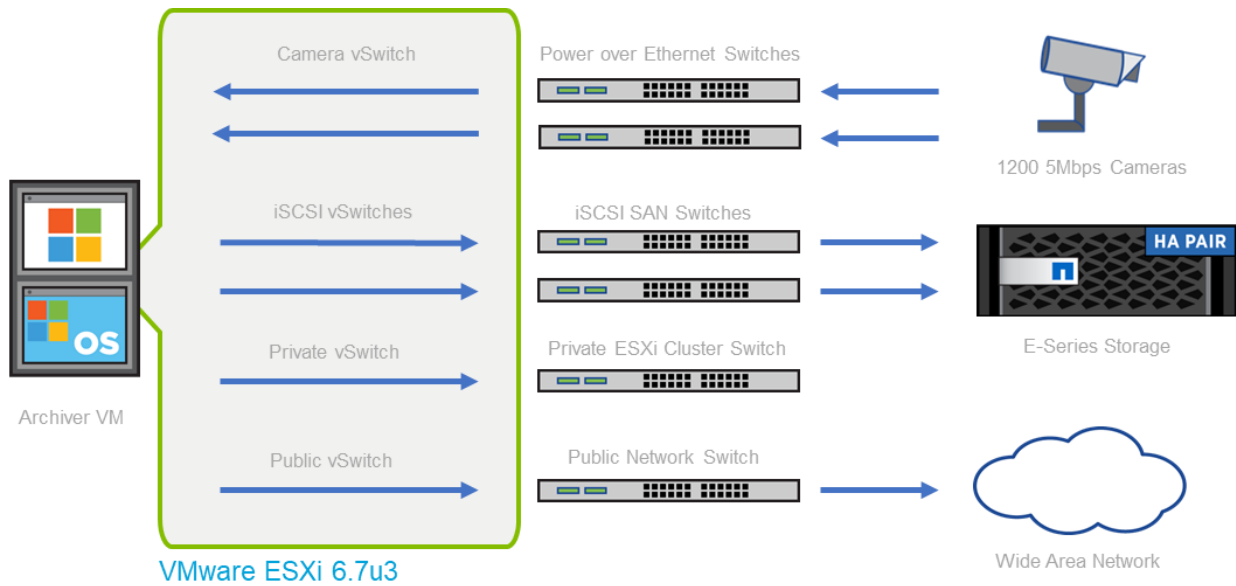 Camera vSwitch
Power over Ethernet Switches
1200 5Mbps Cameras
iSCSI vSwitches
iSCSI SAN Switches
HA PAIR
OS
E-Series Storage
Private vSwitch
Private ESXi Cluster Switch
Archiver VM
Public vSwitch
Public Network Switch
Wide Area Network
VMware ESXi 6.7u3